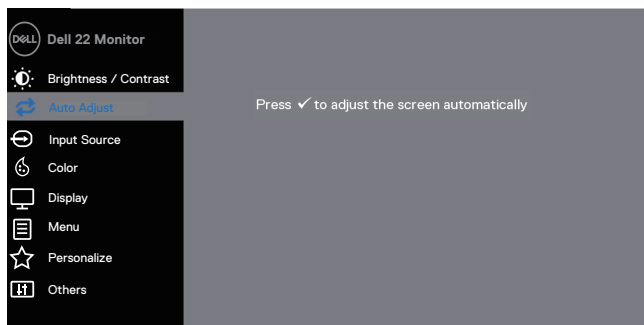 DELL
Dell 22 Monitor
Brightness / Contrast
Auto Adjust
Press ✓ to adjust the screen automatically
Input Source
Color
Display
Menu
Personalize
Others